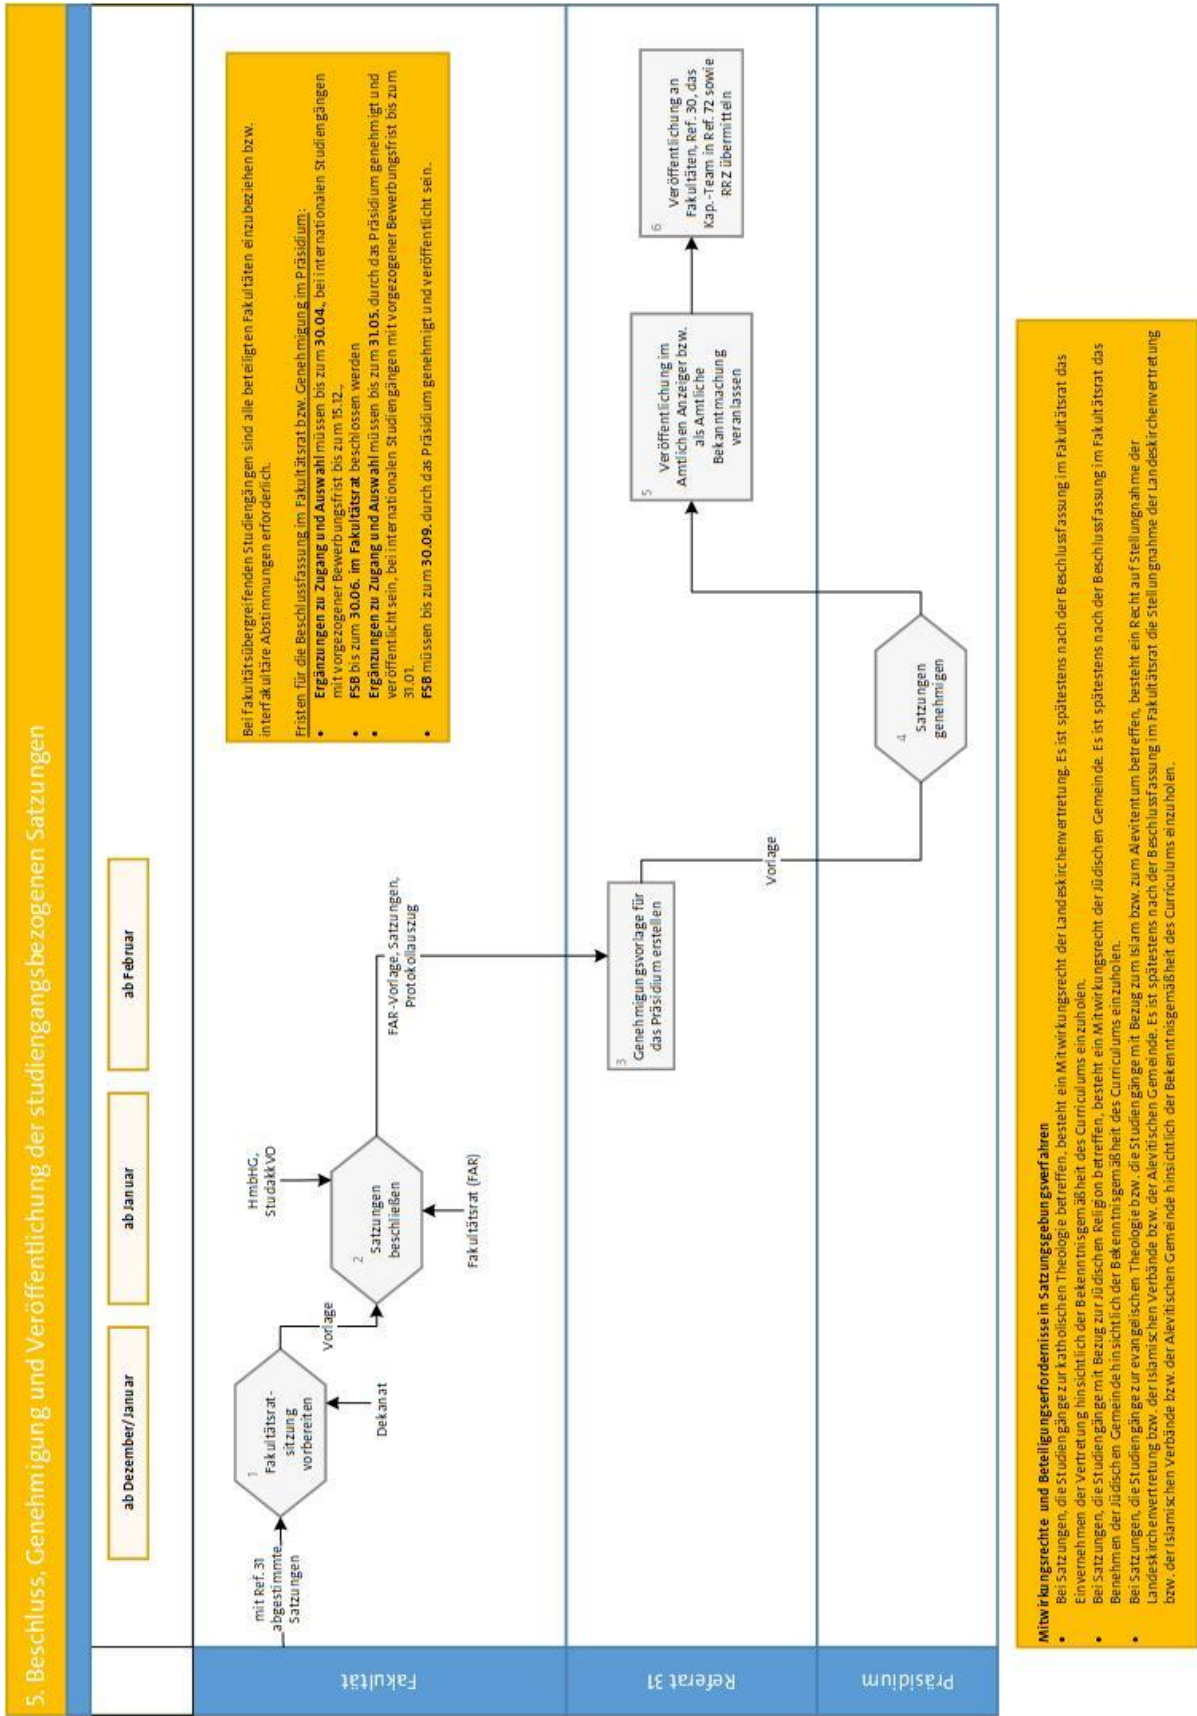 5. Beschluss, Genehmigung und Veröffentlichung der studiengangsbezogenen Satzungen
ab Dezember/Januar
ab Januar
ab Februar
Fakultät
mit Ref. 31
abgestimmte
Satzungen
1
Fakultätsrat-
sitzung
vorbereiten
Dekanat
Vorlage
HmbHG,
StudakkVO
2
Satzungen
beschließen
Fakultätsrat (FAR)
FAR-Vorlage, Satzungen,
Protokollauszug
Bei fakultätsübergreifenden Studiengängen sind alle beteiligten Fakultäten einzubeziehen bzw.
interfakultäre Abstimmungen erforderlich.
Fristen für die Beschlussfassung im Fakultätsrat bzw. Genehmigung im Präsidium:
• Ergänzungen zu Zugang und Auswahl müssen bis zum 30.04., bei internationalen Studiengängen
mit vorgezogener Bewerbungsfrist bis zum 15.12.,
• FSB bis zum 30.06. im Fakultätsrat beschlossen werden
• Ergänzungen zu Zugang und Auswahl müssen bis zum 31.05. durch das Präsidium genehmigt und
veröffentlicht sein, bei internationalen Studiengängen mit vorgezogener Bewerbungsfrist bis zum
31.01.
• FSB müssen bis zum 30.09. durch das Präsidium genehmigt und veröffentlicht sein.
Referat 31
3
Genehmigungsvorlage für
das Präsidium erstellen
Vorlage
5
Veröffentlichung im
Amtlichen Anzeiger bzw.
als Amtliche
Bekanntmachung
veranlassen
6
Veröffentlichung an
Fakultäten, Ref. 30, das
Kap.-Team in Ref. 72 sowie
RRZ übermitteln
Präsidium
4
Satzungen
genehmigen
Mitwirkungsrechte und Beteiligungserfordernisse in Satzungsgebungsverfahren
• Bei Satzungen, die Studiengänge zur katholischen Theologie betreffen, besteht ein Mitwirkungsrecht der Landeskirchenvertretung. Es ist spätestens nach der Beschlussfassung im Fakultätsrat das
Einvernehmen der Vertretung hinsichtlich der Bekenntnisgemäßheit des Curriculums einzuholen.
• Bei Satzungen, die Studiengänge mit Bezug zur Jüdischen Religion betreffen, besteht ein Mitwirkungsrecht der Jüdischen Gemeinde. Es ist spätestens nach der Beschlussfassung im Fakultätsrat das
Benehmen der Jüdischen Gemeinde hinsichtlich der Bekenntnisgemäßheit des Curriculums einzuholen.
• Bei Satzungen, die Studiengänge zur evangelischen Theologie bzw. die Studiengänge mit Bezug zum Islam bzw. zum Alevitentum betreffen, besteht ein Recht auf Stellungnahme der
Landeskirchenvertretung bzw. der Islamischen Verbände bzw. der Alevitischen Gemeinde. Es ist spätestens nach der Beschlussfassung im Fakultätsrat die Stellungnahme der Landeskirchenvertretung
bzw. der Islamischen Verbände bzw. der Alevitischen Gemeinde hinsichtlich der Bekenntnisgemäßheit des Curriculums einzuholen.